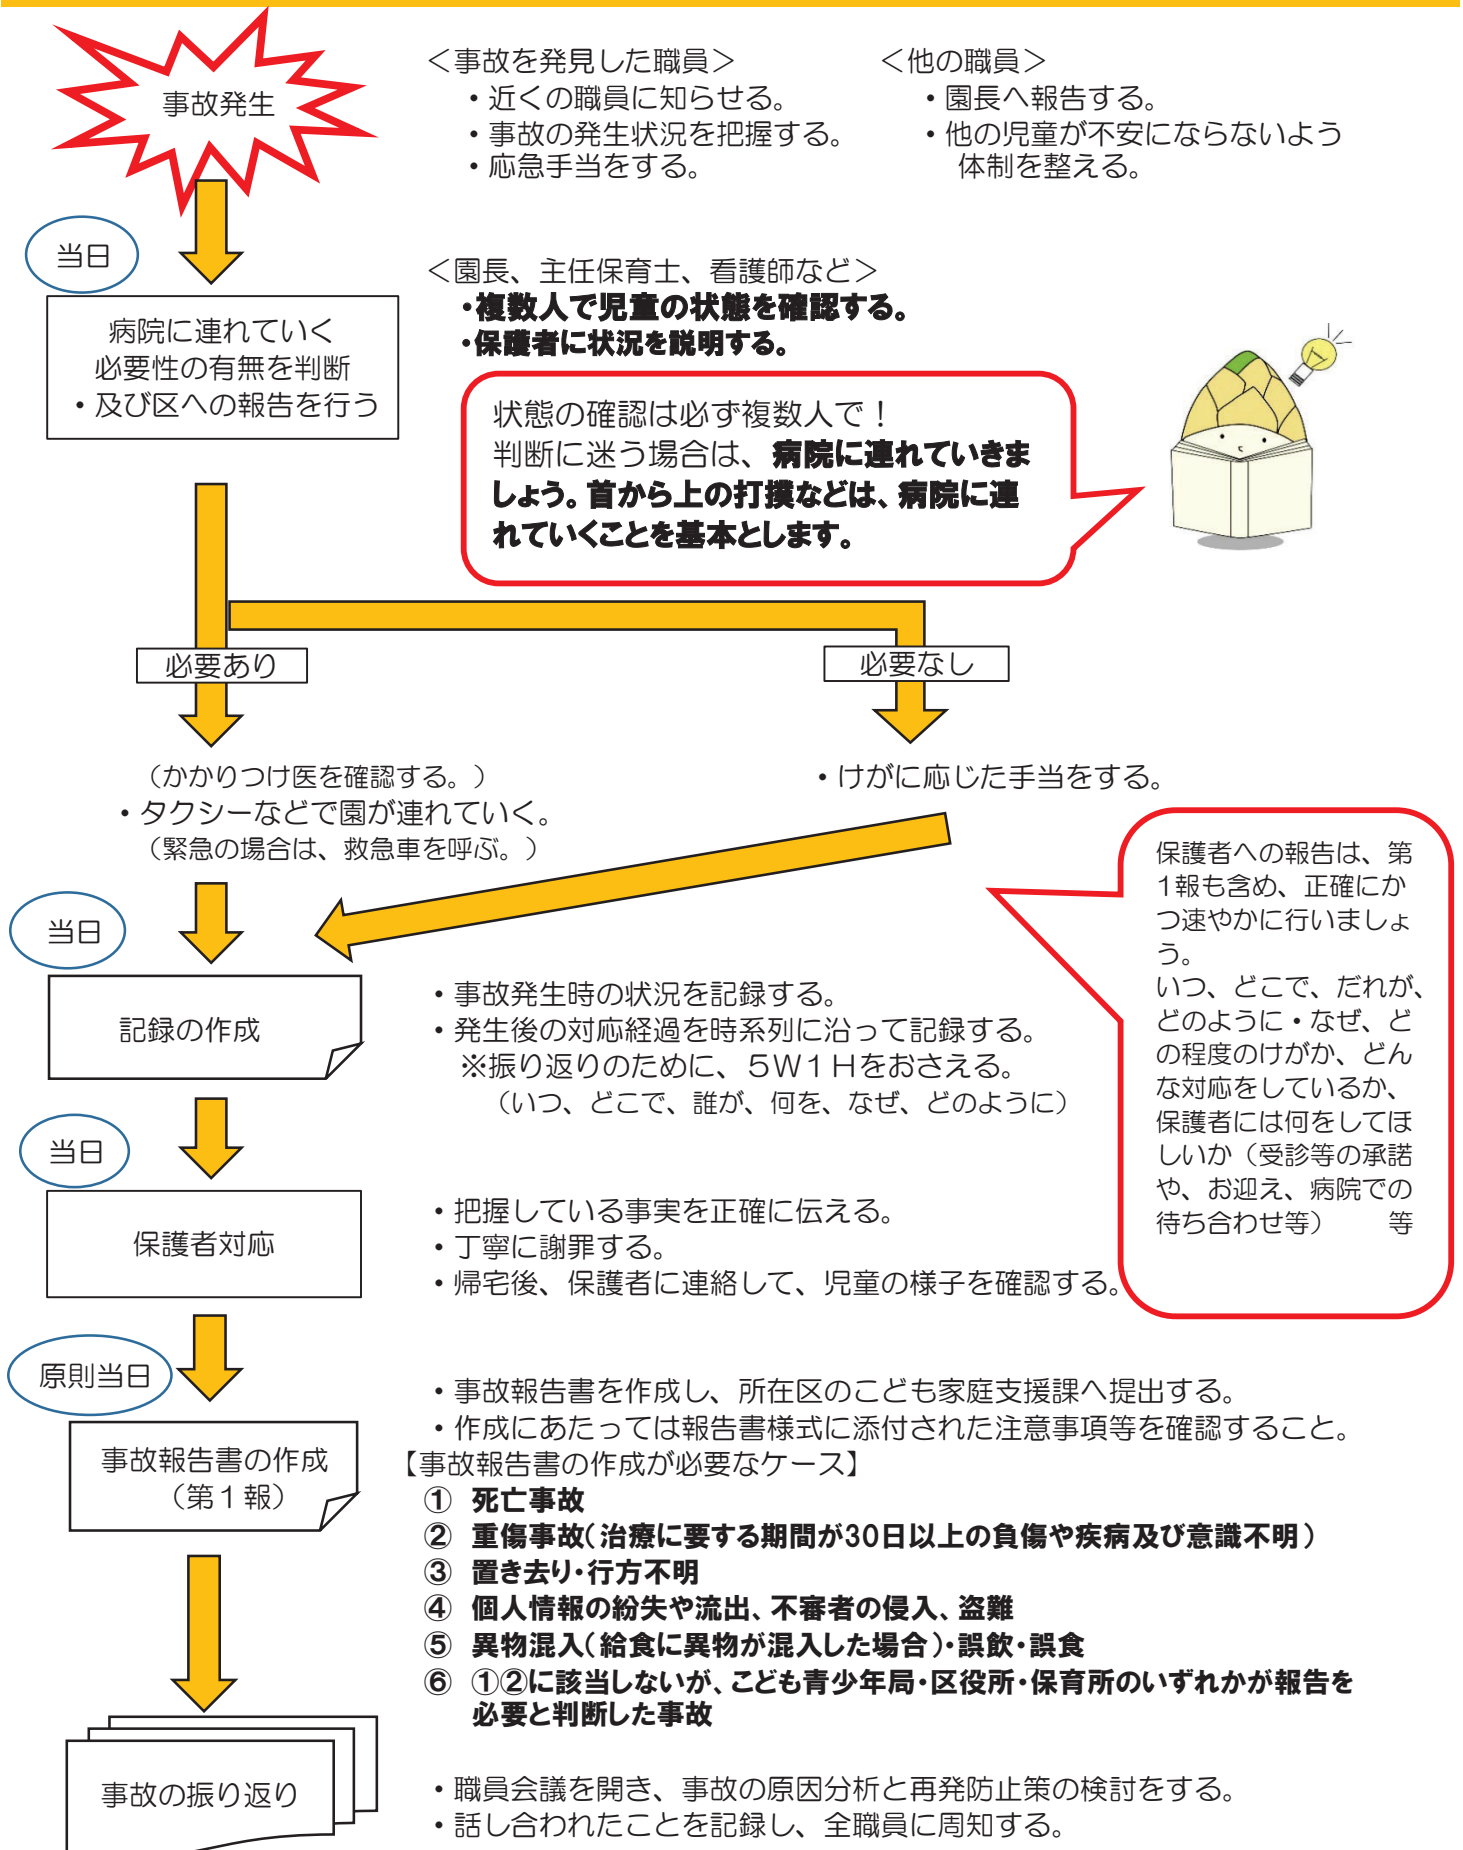 事故発生
＜事故を発見した職員＞
・近くの職員に知らせる。
・事故の発生状況を把握する。
・応急手当をする。
＜他の職員＞
・園長へ報告する。
・他の児童が不安にならないよう
体制を整える。
当日
病院に連れていく
必要性の有無を判断
・及び区への報告を行う
＜園長、主任保育士、看護師など＞
・複数人で児童の状態を確認する。
・保護者に状況を説明する。
状態の確認は必ず複数人で！
判断に迷う場合は、病院に連れていきま
しょう。首から上の打撲などは、病院に連
れていくことを基本とします。
必要あり
必要なし
（かかりつけ医を確認する。）
・タクシーなどで園が連れていく。
（緊急の場合は、救急車を呼ぶ。）
・けがに応じた手当をする。
保護者への報告は、第
1報も含め、正確にか
つ速やかに行いましょ
う。
いつ、どこで、だれが、
どのように・なぜ、ど
の程度のけがか、どん
な対応をしているか、
保護者には何をしてほ
しいか（受診等の承諾
や、お迎え、病院での
待ち合わせ等）　　等
当日
記録の作成
・事故発生時の状況を記録する。
・発生後の対応経過を時系列に沿って記録する。
※振り返りのために、５Ｗ１Ｈをおさえる。
（いつ、どこで、誰が、何を、なぜ、どのように）
当日
保護者対応
・把握している事実を正確に伝える。
・丁寧に謝罪する。
・帰宅後、保護者に連絡して、児童の様子を確認する。
原則当日
事故報告書の作成
（第１報）
・事故報告書を作成し、所在区のこども家庭支援課へ提出する。
・作成にあたっては報告書様式に添付された注意事項等を確認すること。
【事故報告書の作成が必要なケース】
① 死亡事故
② 重傷事故（治療に要する期間が30日以上の負傷や疾病及び意識不明）
③ 置き去り・行方不明
④ 個人情報の紛失や流出、不審者の侵入、盗難
⑤ 異物混入（給食に異物が混入した場合）・誤飲・誤食
⑥ ①②に該当しないが、こども青少年局・区役所・保育所のいずれかが報告を
必要と判断した事故
事故の振り返り
・職員会議を開き、事故の原因分析と再発防止策の検討をする。
・話し合われたことを記録し、全職員に周知する。